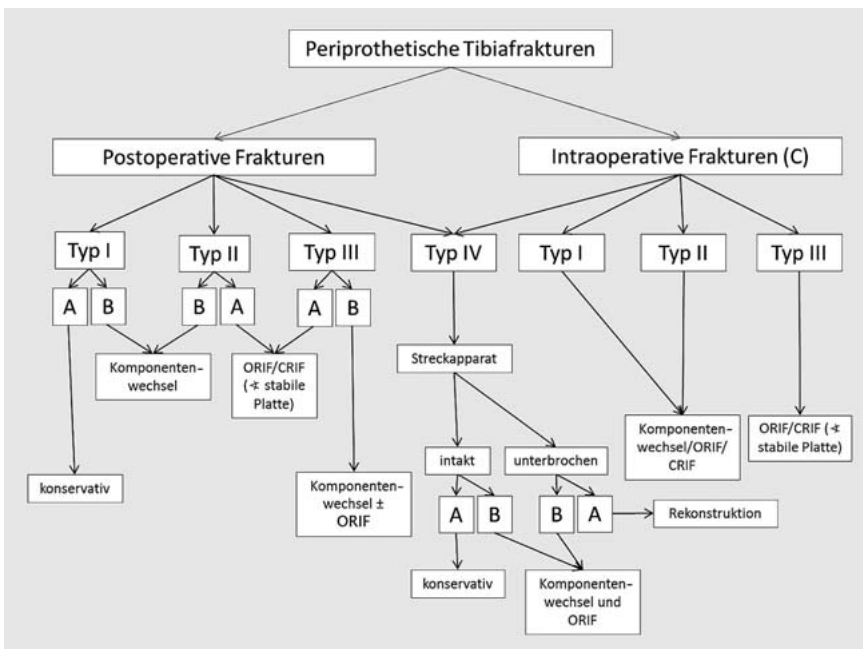 Periprothetische Tibiafrakturen
Postoperative Frakturen
Intraoperative Frakturen (C)
Typ I
Typ II
Typ III
Typ IV
Typ I
Typ II
Typ III
A
B
B
A
A
B
Komponenten-
wechsel
ORIF/CRIF
(∢ stabile
Platte)
Streckapparat
Komponenten-
wechsel/ORIF/
CRIF
ORIF/CRIF (∢
stabile Platte)
intakt
unterbrochen
konservativ
Komponenten-
wechsel ±
ORIF
A
B
B
A
Rekonstruktion
konservativ
Komponenten-
wechsel und
ORIF